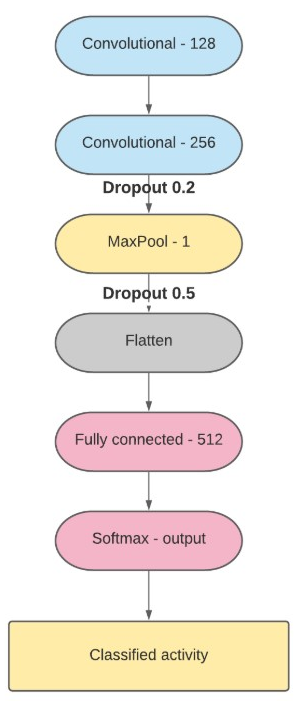 Convolutional - 128
Convolutional - 256
Dropout 0.2
MaxPool - 1
Dropout 0.5
Flatten
Fully connected - 512
Softmax - output
Classified activity